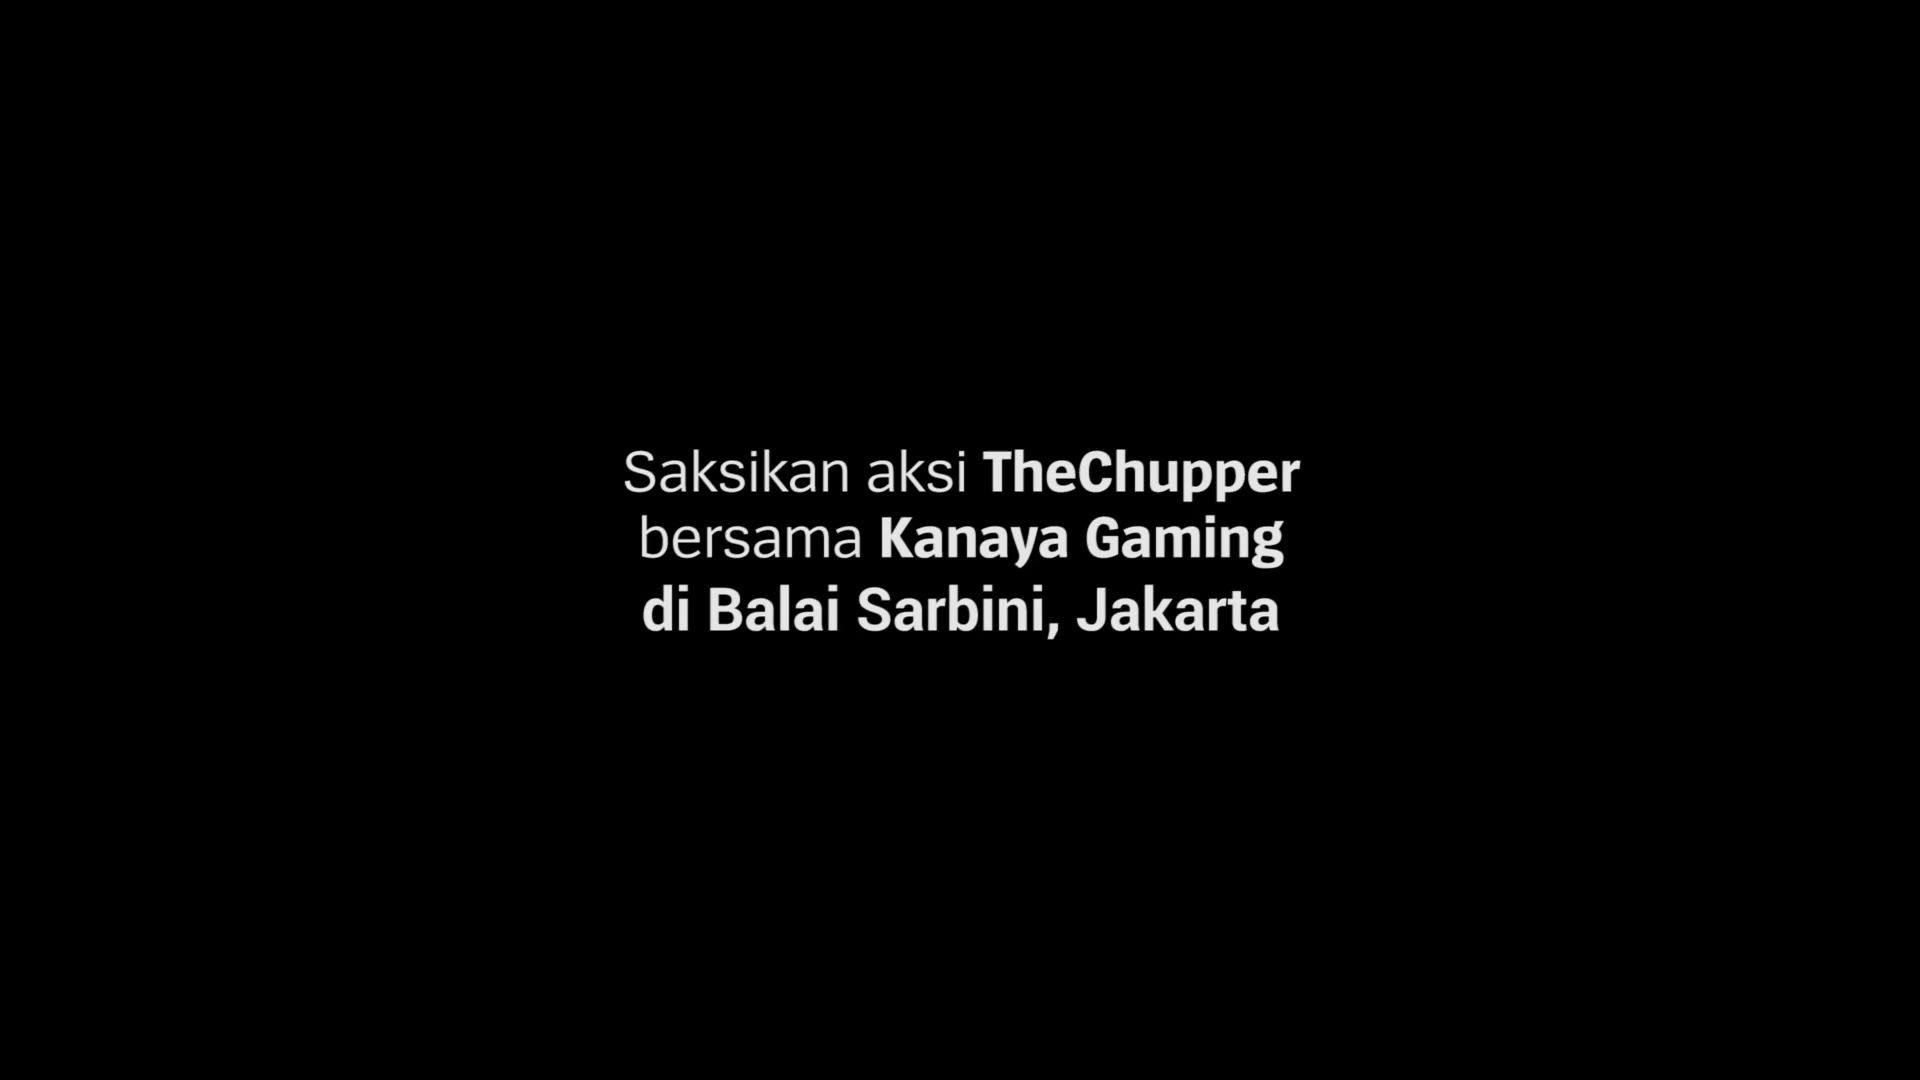 Saksikan aksi TheChupper
bersama Kanaya Gaming
di Balai Sarbini, Jakarta